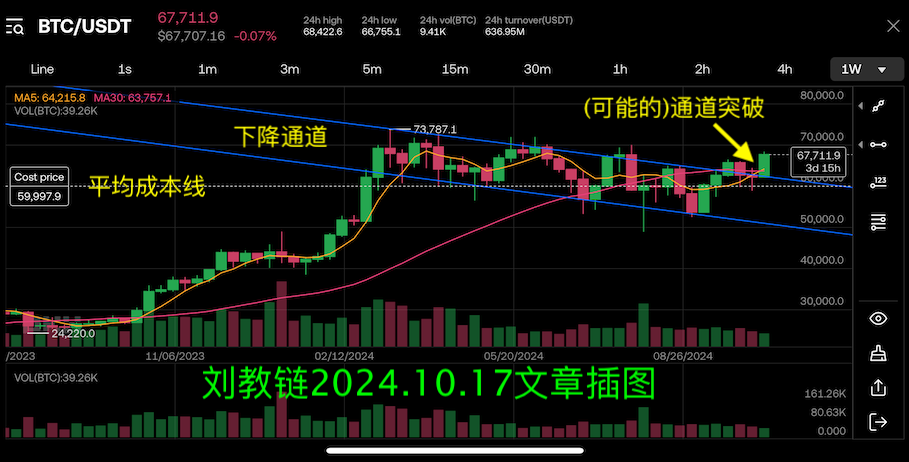 BTC/USDT
67,711.9
$67,707.16 -0.07%
24h high
68,422.6
24h low
66,755.1
24h vol(BTC)
9.41K
24h turnover(USDT)
636.95M
Line 1s 1m 3m 5m 15m 30m 1h 2h 4h 1W
MA5: 64,215.8 MA30: 63,757.1
VOL(BTC):39.26K
80,000.0
(可能的)通道突破
下降通道
73,787.1
70,000.0
67,711.9
3d 15h
60,000.0
Cost price
59,997.9
平均成本线
123
50,000.0
40,000.0
30,000.0
24,220.0
/2023 11/06/2023 02/12/2024 05/20/2024 08/26/2024
VOL(BTC):39.26K
刘教链2024.10.17文章插图
161.26K
80.63K
0.000